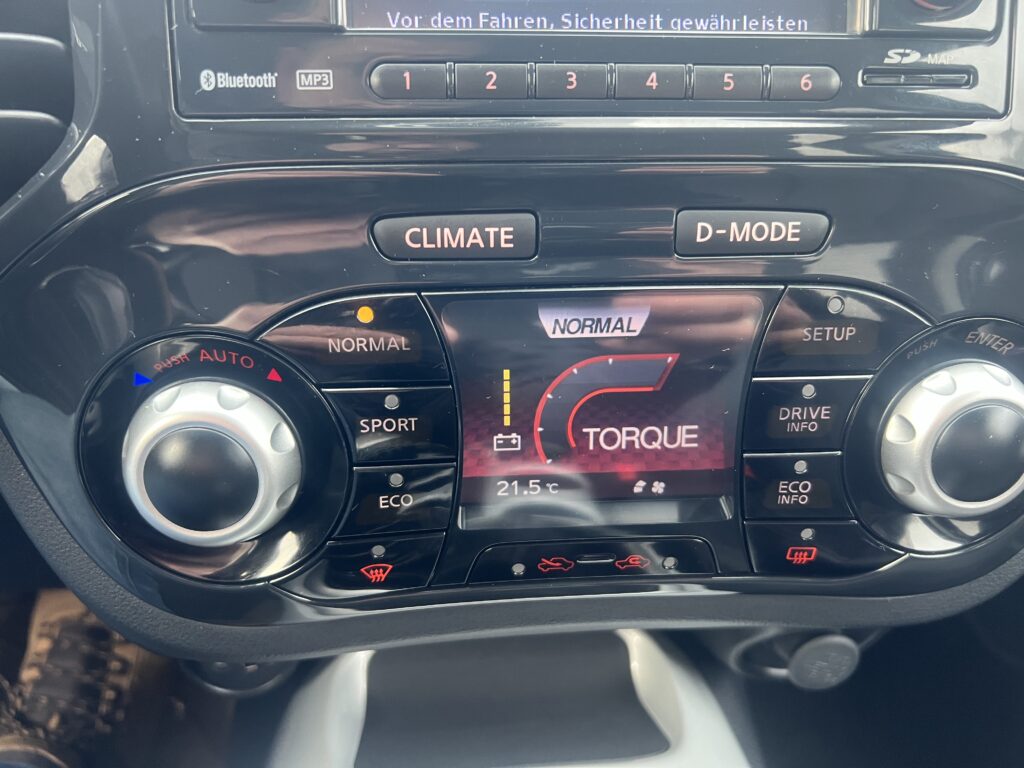 Vor dem Fahren, Sicherheit gewährleisten
Bluetooth MP3 1 2 3 4 5 6 SD MAP
CLIMATE D-MODE
PUSH AUTO NORMAL NORMAL SETUP PUSH ENTER
SPORT DRIVE INFO
TORQUE
ECO 21.5 °C ECO INFO